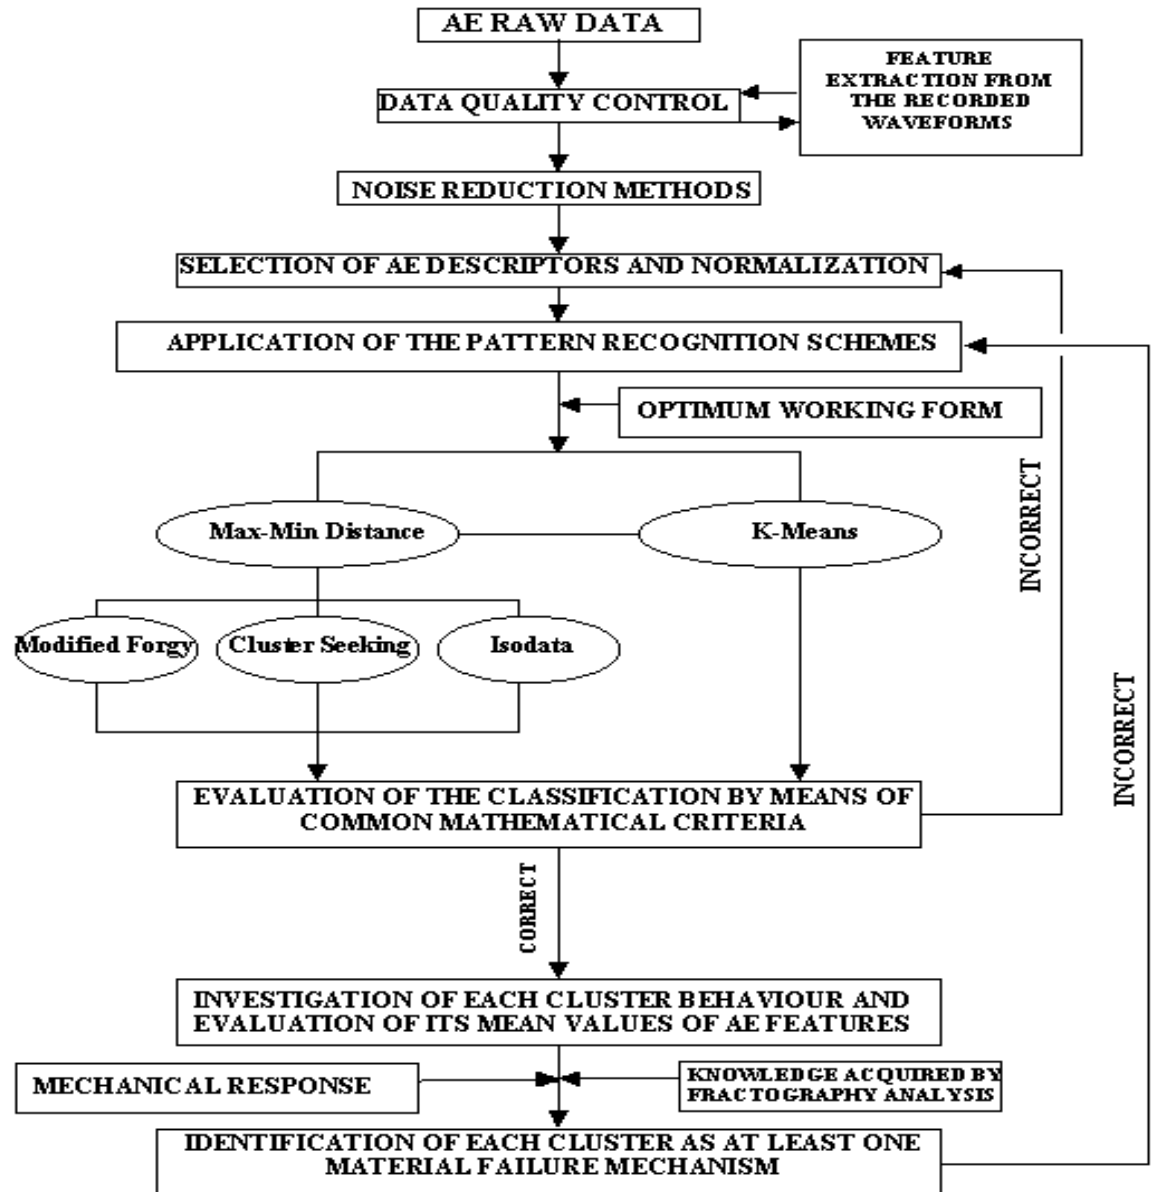 AE RAW DATA
FEATURE
EXTRACTION FROM
THE RECORDED
WAVEFORMS
DATA QUALITY CONTROL
NOISE REDUCTION METHODS
SELECTION OF AE DESCRIPTORS AND NORMALIZATION
APPLICATION OF THE PATTERN RECOGNITION SCHEMES
OPTIMUM WORKING FORM
Max-Min Distance
K-Means
INCORRECT
Modified Forgy
Cluster Seeking
Isodata
INCORRECT
EVALUATION OF THE CLASSIFICATION BY MEANS OF
COMMON MATHEMATICAL CRITERIA
CORRECT
INVESTIGATION OF EACH CLUSTER BEHAVIOUR AND
EVALUATION OF ITS MEAN VALUES OF AE FEATURES
MECHANICAL RESPONSE
KNOWLEDGE ACQUIRED BY
FRACTOGRAPHY ANALYSIS
IDENTIFICATION OF EACH CLUSTER AS AT LEAST ONE
MATERIAL FAILURE MECHANISM